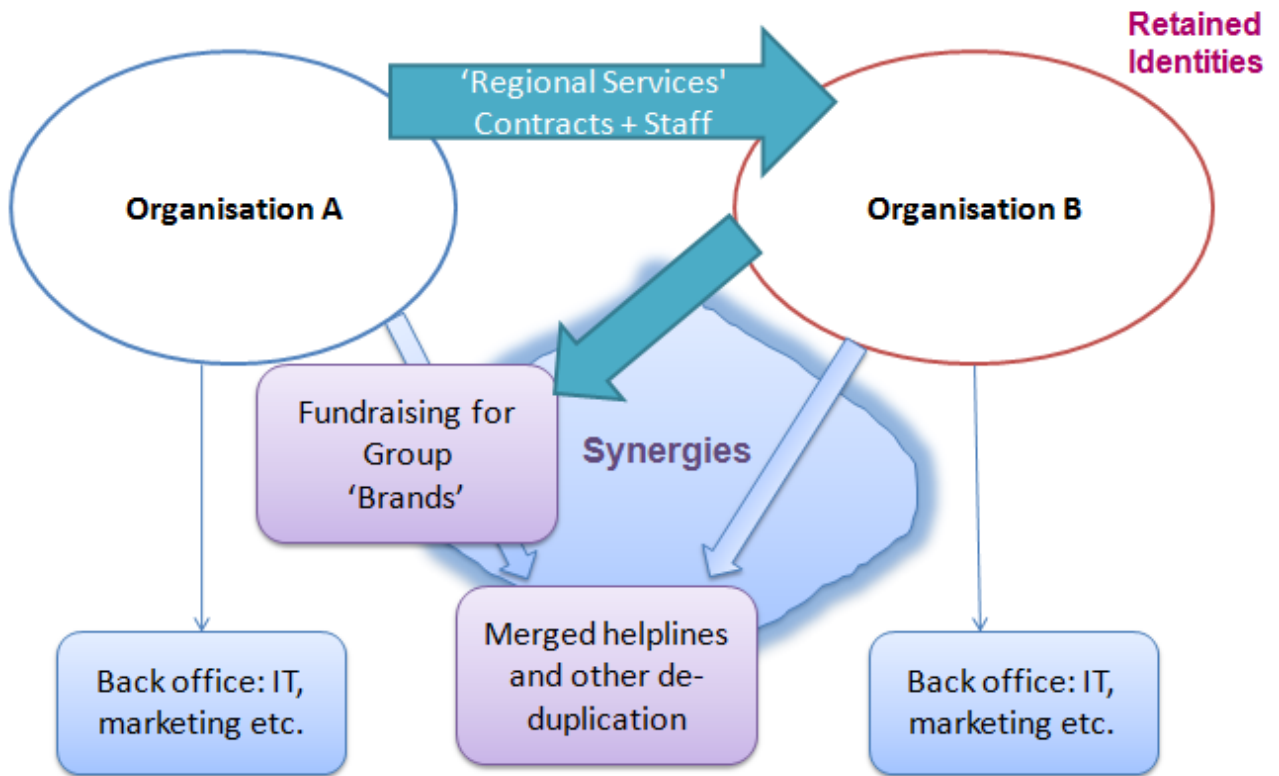 Retained
Identities
‘Regional Services'
Contracts + Staff
Organisation A
Organisation B
Fundraising for
Group
‘Brands’
Synergies
Merged helplines
and other de-
duplication
Back office: IT,
marketing etc.
Back office: IT,
marketing etc.